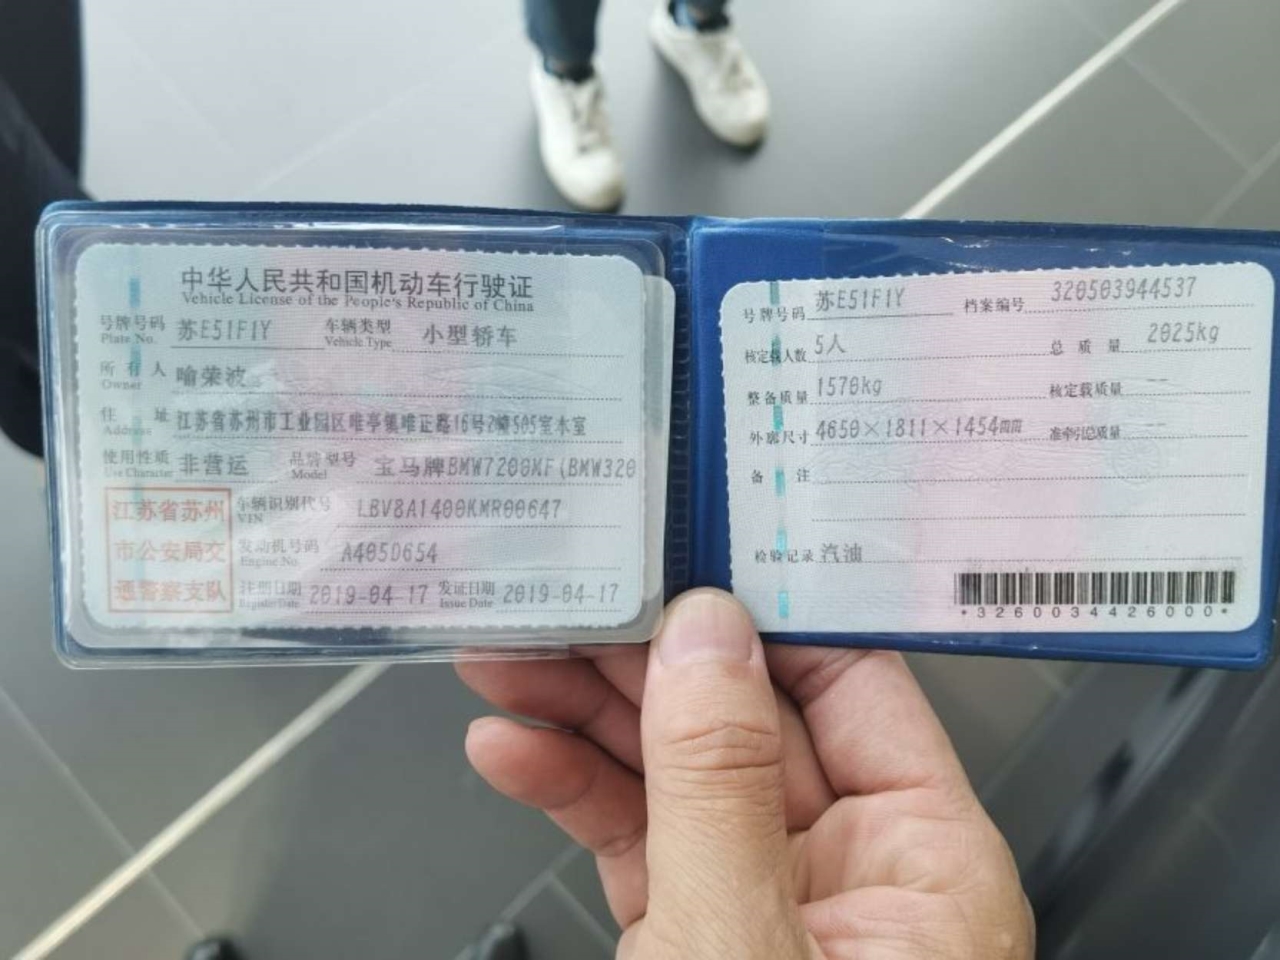 中华人民共和国机动车行驶证
Vehicle License of the People's Republic of China
号牌号码 苏E51F1Y 车辆类型 小型轿车
Plate No. Vehicle Type
所有人 喻荣波
Owner
住址 江苏省苏州市工业园区唯亭镇唯正路16号2幢505室木室
Address
使用性质 非营运 品牌型号 宝马牌BMW7200MF(BMW320
Use Character Model
江苏省苏州
市公安局交
通警察支队
车辆识别代号 LBV8A1400KMR00647
VIN
发动机号码 A405D654
Engine No.
注册日期 2019-04-17 发证日期 2019-04-17
Register Date Issue Date
号牌号码 苏E51F1Y 档案编号 320503944537
核定载人数 5人 总质量 2025kg
整备质量 1570kg 核定载质量 --
外廓尺寸 4650×1811×1454mm 准牵引总质量 --
备注
检验记录 汽油
*3260034426000*